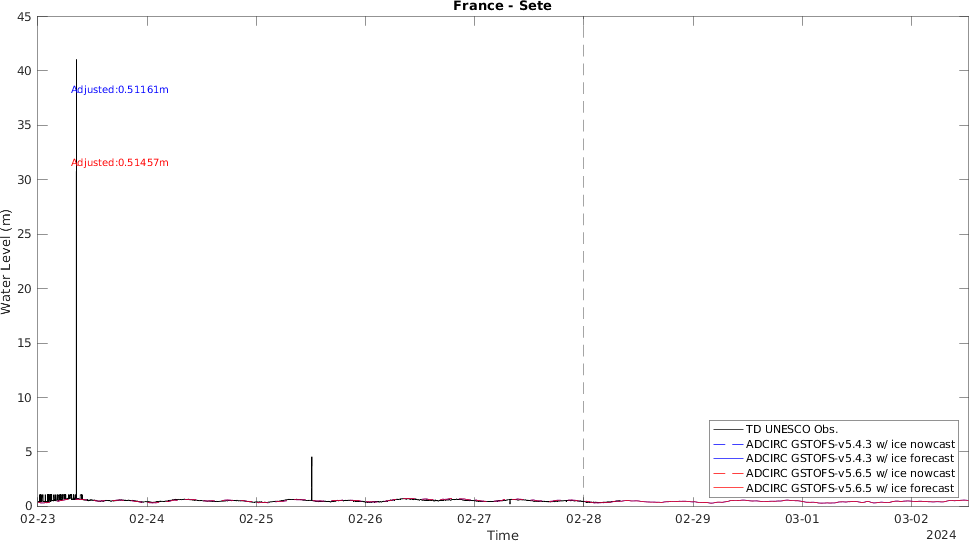 France - Sete
45
40
35
30
25
20
15
10
5
0
Water Level (m)
Adjusted:0.51161m
Adjusted:0.51457m
TD UNESCO Obs.
ADCIRC GSTOFS-v5.4.3 w/ ice nowcast
ADCIRC GSTOFS-v5.4.3 w/ ice forecast
ADCIRC GSTOFS-v5.6.5 w/ ice nowcast
ADCIRC GSTOFS-v5.6.5 w/ ice forecast
02-23 02-24 02-25 02-26 02-27 02-28 02-29 03-01 03-02
Time
2024